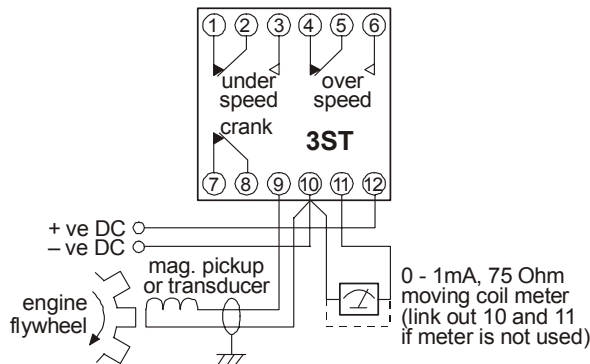 1 2 3 4 5 6
under speed
over speed
crank
3ST
7 8 9 10 11 12
+ ve DC
– ve DC
mag. pickup
or transducer
engine
flywheel
0 - 1mA, 75 Ohm
moving coil meter
(link out 10 and 11
if meter is not used)